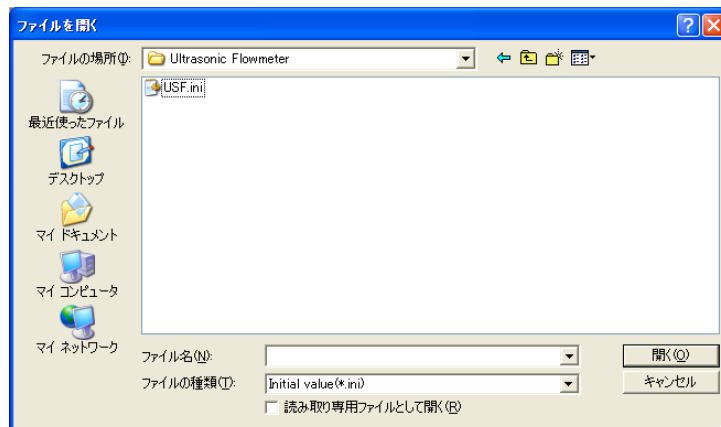 ファイルを開く
ファイルの場所(I):
Ultrasonic Flowmeter
USF.ini
最近使ったファイル
デスクトップ
マイ ドキュメント
マイ コンピュータ
マイ ネットワーク
ファイル名(N):
開く(O)
ファイルの種類(T):
Initial value(*.ini)
キャンセル
読み取り専用ファイルとして開く(R)